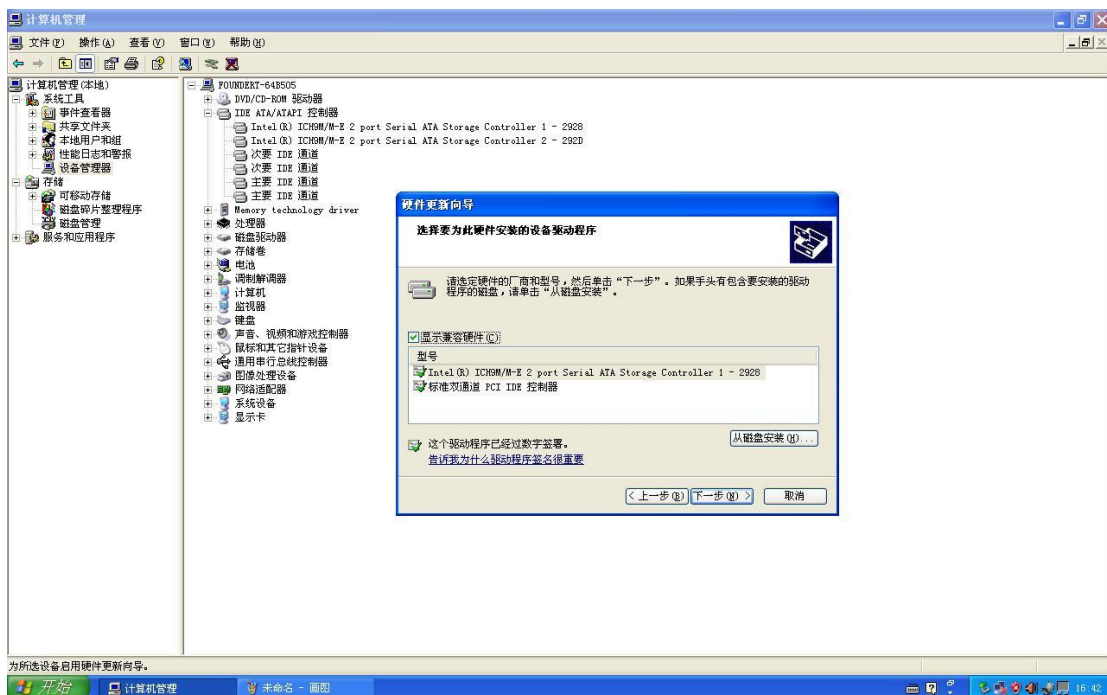 计算机管理
文件(F) 操作(A) 查看(V) 窗口(W) 帮助(H)
计算机管理(本地)
系统工具
事件查看器
共享文件夹
本地用户和组
性能日志和警报
设备管理器
存储
可移动存储
磁盘碎片整理程序
磁盘管理
服务和应用程序
FOUNDERT-64B505
DVD/CD-ROM 驱动器
IDE ATA/ATAPI 控制器
Intel(R) ICH9M/M-E 2 port Serial ATA Storage Controller 1 - 2928
Intel(R) ICH9M/M-E 2 port Serial ATA Storage Controller 2 - 292D
次要 IDE 通道
次要 IDE 通道
主要 IDE 通道
主要 IDE 通道
Memory technology driver
处理器
磁盘驱动器
存储卷
电池
调制解调器
计算机
监视器
键盘
声音、视频和游戏控制器
鼠标和其它指针设备
通用串行总线控制器
图像处理设备
网络适配器
系统设备
显示卡
硬件更新向导
选择要为此硬件安装的设备驱动程序
请选定硬件的厂商和型号，然后单击“下一步”。如果手头有包含要安装的驱动
程序的磁盘，请单击“从磁盘安装”。
显示兼容硬件(C)
型号
Intel(R) ICH9M/M-E 2 port Serial ATA Storage Controller 1 - 2928
标准双通道 PCI IDE 控制器
这个驱动程序已经过数字签署。
从磁盘安装(H)...
告诉我为什么驱动程序签名很重要
< 上一步(B) 下一步(N) > 取消
为所选设备启用硬件更新向导。
开始 计算机管理 未命名 - 画图 16:42